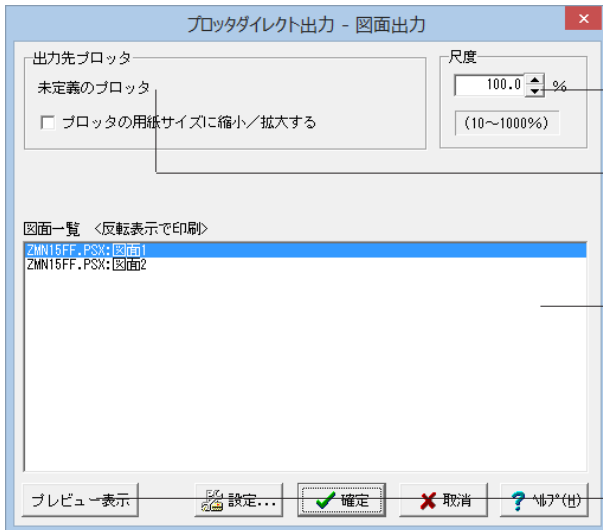 プロッタダイレクト出力 - 図面出力
出力先プロッタ
未定義のプロッタ
プロッタの用紙サイズに縮小／拡大する
尺度
100.0 %
(10～1000%)
図面一覧 <反転表示で印刷>
ZMN15FF.PSX:図面1
ZMN15FF.PSX:図面2
プレビュー表示 設定... 確定 取消 ヘルプ(H)